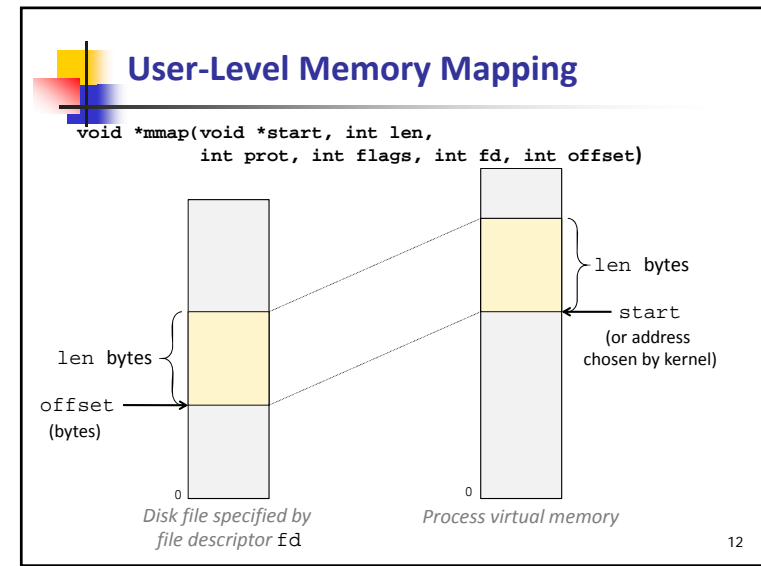 User-Level Memory Mapping
void *mmap(void *start, int len,
int prot, int flags, int fd, int offset)
len bytes
start
(or address
chosen by kernel)
len bytes
offset
(bytes)
0
0
Disk file specified by
file descriptor fd
Process virtual memory
12